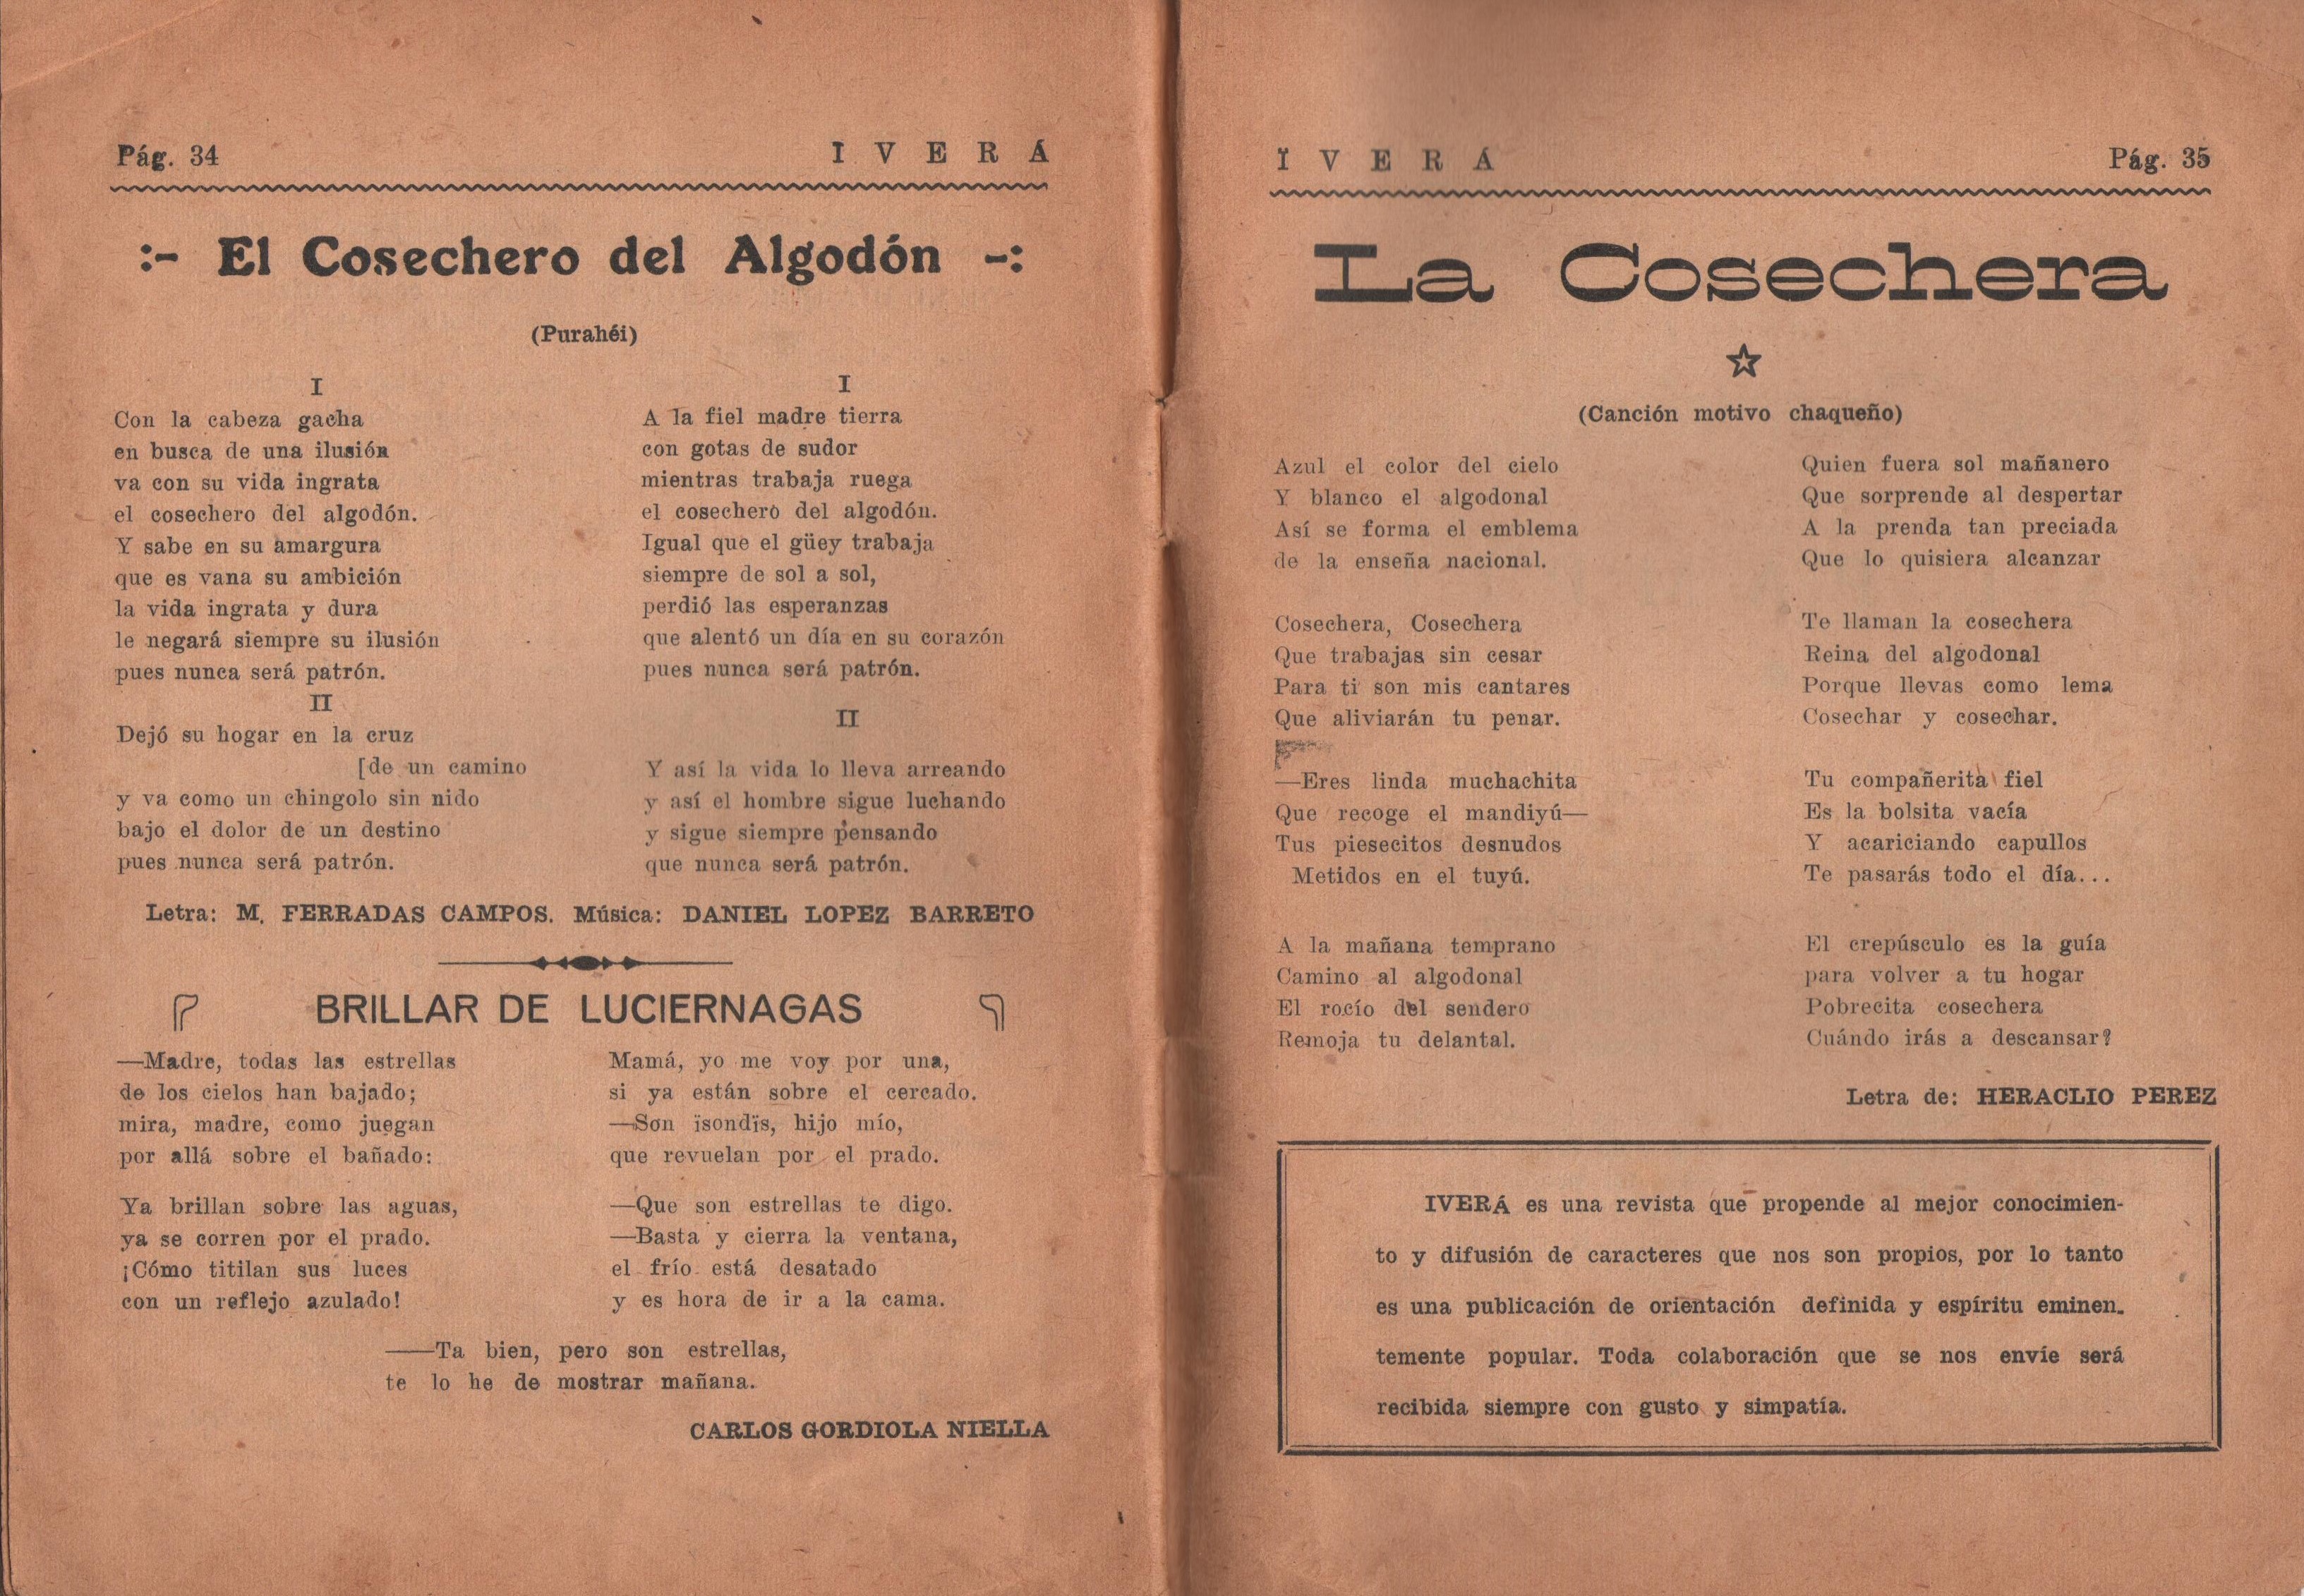 Pág. 34
I V E R Á
:- El Cosechero del Algodón -:
(Purahéi)
I
Con la cabeza gacha
en busca de una ilusión
va con su vida ingrata
el cosechero del algodón.
Y sabe en su amargura
que es vana su ambición
la vida ingrata y dura
le negará siempre su ilusión
pues nunca será patrón.
II
Dejó su hogar en la cruz
[de un camino
y va como un chingolo sin nido
bajo el dolor de un destino
pues nunca será patrón.
I
A la fiel madre tierra
con gotas de sudor
mientras trabaja ruega
el cosechero del algodón.
Igual que el güey trabaja
siempre de sol a sol,
perdió las esperanzas
que alentó un día en su corazón
pues nunca será patrón.
II
Y así la vida lo lleva arreando
y así el hombre sigue luchando
y sigue siempre pensando
que nunca será patrón.
Letra: M. FERRADAS CAMPOS. Música: DANIEL LOPEZ BARRETO
BRILLAR DE LUCIERNAGAS
—Madre, todas las estrellas
de los cielos han bajado;
mira, madre, como juegan
por allá sobre el bañado:
Ya brillan sobre las aguas,
ya se corren por el prado.
¡Cómo titilan sus luces
con un reflejo azulado!
Mamá, yo me voy por una,
si ya están sobre el cercado.
—Son ïsondïs, hijo mío,
que revuelan por el prado.
—Que son estrellas te digo.
—Basta y cierra la ventana,
el frío está desatado
y es hora de ir a la cama.
——Ta bien, pero son estrellas,
te lo he de mostrar mañana.
CARLOS GORDIOLA NIELLA
Ï V E R Á
Pág. 35
La Cosechera
(Canción motivo chaqueño)
Azul el color del cielo
Y blanco el algodonal
Así se forma el emblema
de la enseña nacional.
Cosechera, Cosechera
Que trabajas sin cesar
Para ti son mis cantares
Que aliviarán tu penar.
—Eres linda muchachita
Que recoge el mandiyú—
Tus piesecitos desnudos
Metidos en el tuyú.
A la mañana temprano
Camino al algodonal
El rocío del sendero
Remoja tu delantal.
Quien fuera sol mañanero
Que sorprende al despertar
A la prenda tan preciada
Que lo quisiera alcanzar
Te llaman la cosechera
Reina del algodonal
Porque llevas como lema
Cosechar y cosechar.
Tu compañerita fiel
Es la bolsita vacía
Y acariciando capullos
Te pasarás todo el día...
El crepúsculo es la guía
para volver a tu hogar
Pobrecita cosechera
Cuándo irás a descansar?
Letra de: HERACLIO PEREZ
IVERÁ es una revista que propende al mejor conocimien-
to y difusión de caracteres que nos son propios, por lo tanto
es una publicación de orientación definida y espíritu eminen-
temente popular. Toda colaboración que se nos envíe será
recibida siempre con gusto y simpatía.